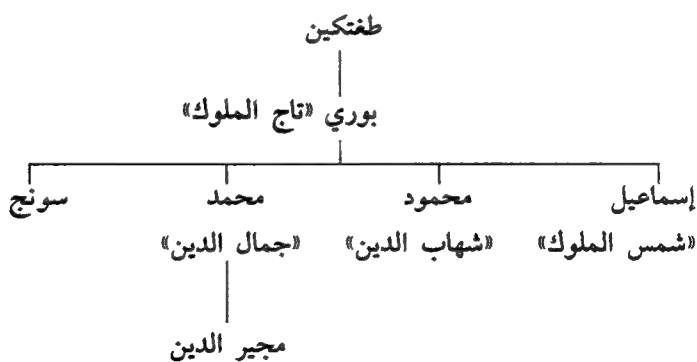 طغتكين
بوري «تاج الملوك»
إسماعيل محمود محمد سونج
«شمس الملوك» «شهاب الدين» «جمال الدين»
مجير الدين